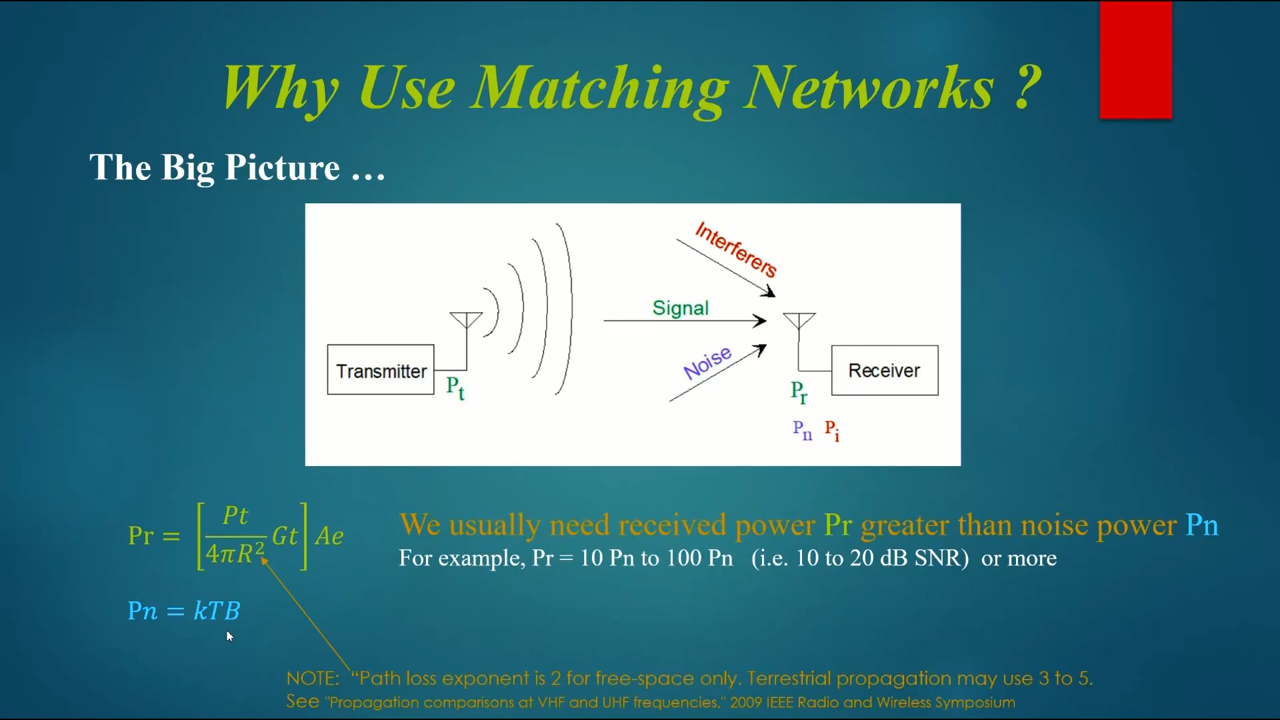 Why Use Matching Networks ?
The Big Picture …
Interferers
Signal
Noise
Transmitter
Receiver
Pt
Pr
Pn Pi
Pr = [Pt/4πR² Gt] Ae
We usually need received power Pr greater than noise power Pn
For example, Pr = 10 Pn to 100 Pn (i.e. 10 to 20 dB SNR) or more
Pn = kTB
NOTE: “Path loss exponent is 2 for free-space only. Terrestrial propagation may use 3 to 5.
See "Propagation comparisons at VHF and UHF frequencies," 2009 IEEE Radio and Wireless Symposium